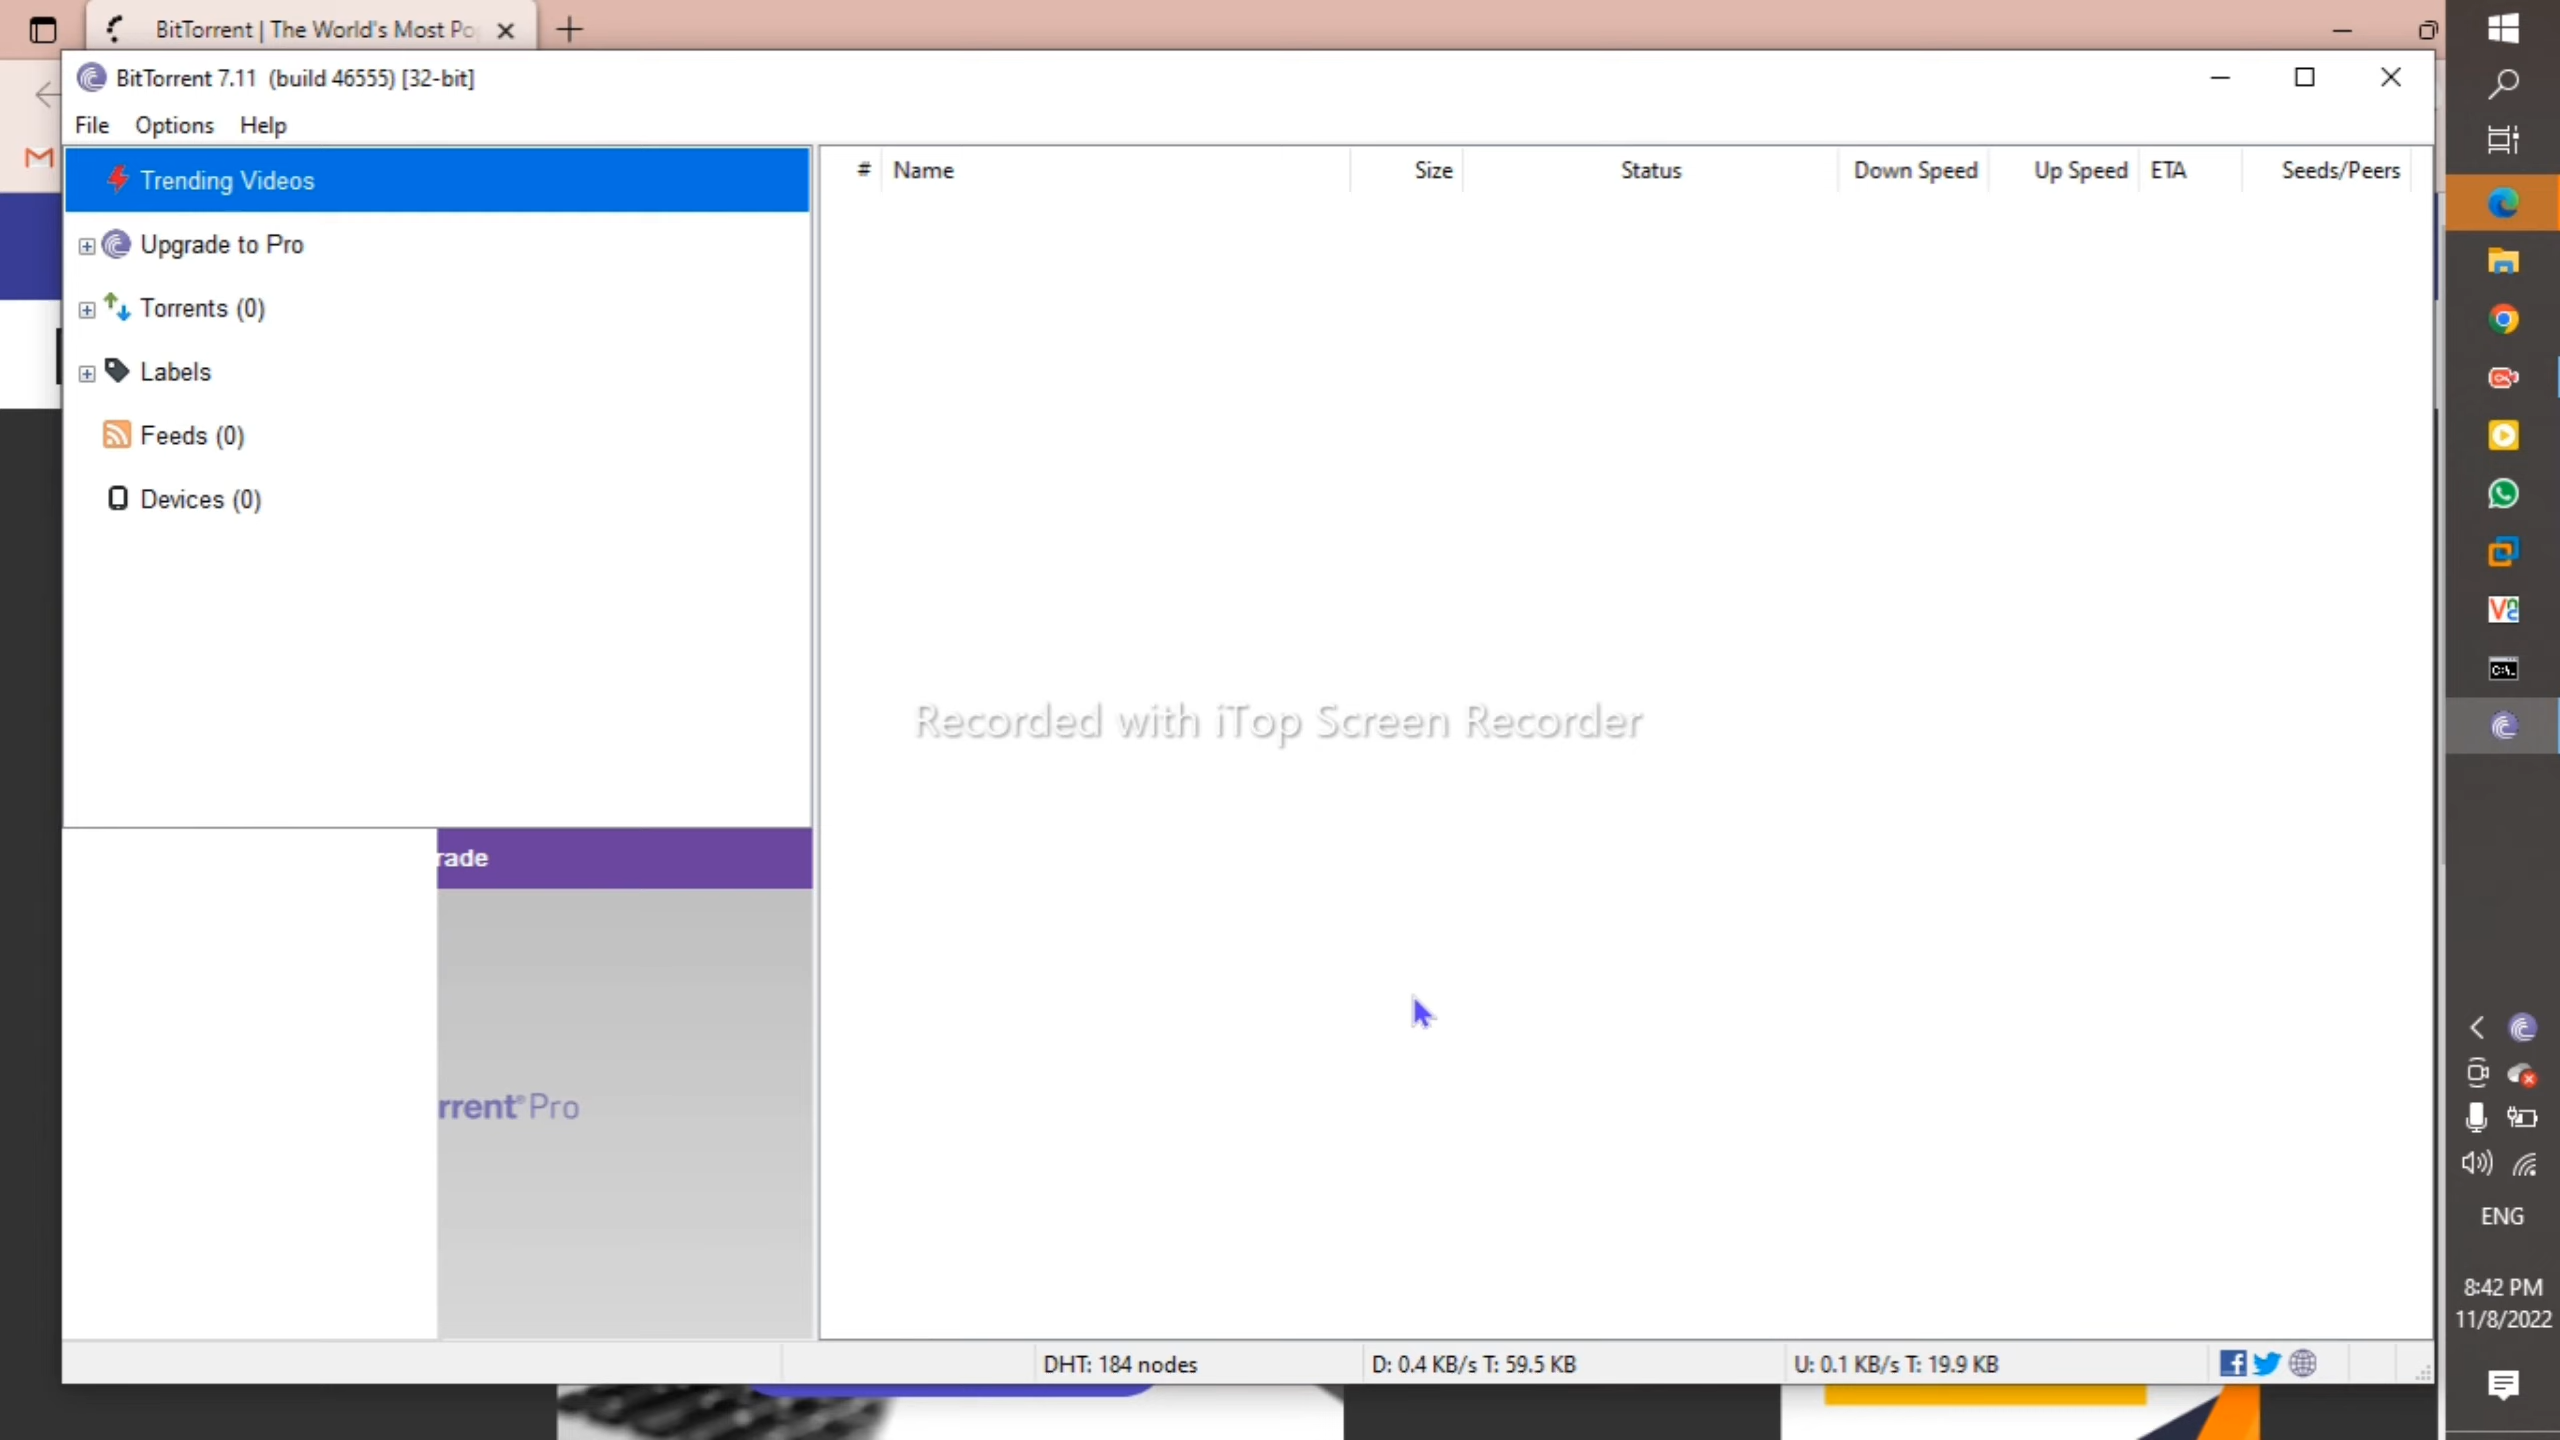 BitTorrent | The World's Most Po
BitTorrent 7.11 (build 46555) [32-bit]
File Options Help
Trending Videos
Upgrade to Pro
Torrents (0)
Labels
Feeds (0)
Devices (0)
# Name Size Status Down Speed Up Speed ETA Seeds/Peers
Recorded with iTop Screen Recorder
rade
rrent® Pro
DHT: 184 nodes D: 0.4 KB/s T: 59.5 KB U: 0.1 KB/s T: 19.9 KB
ENG
8:42 PM
11/8/2022